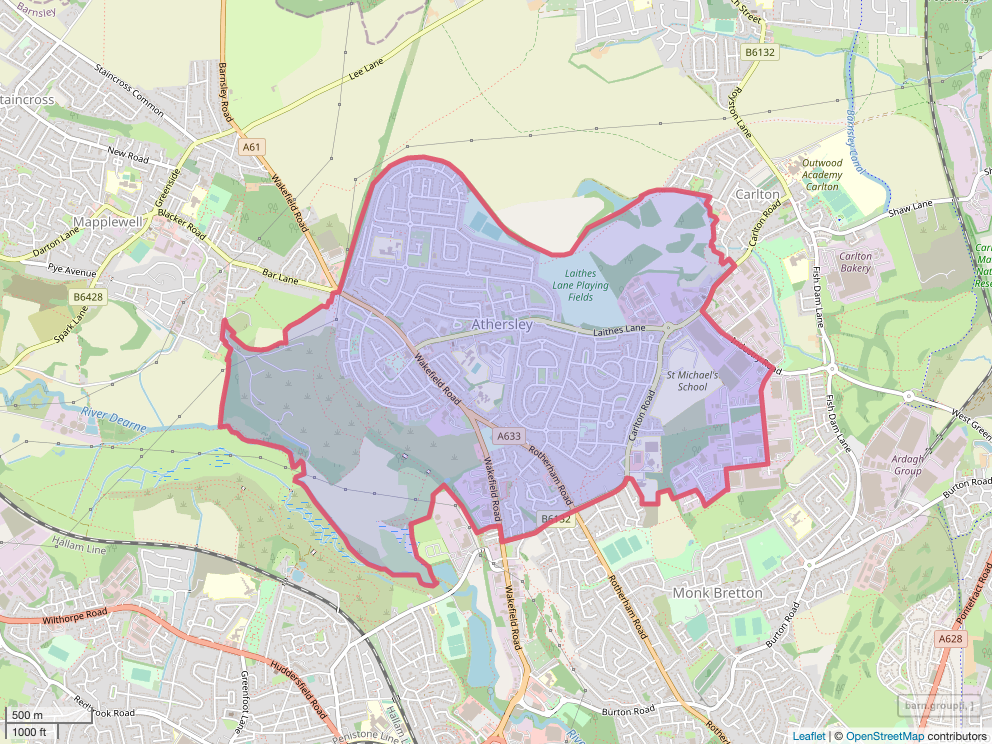 Barnsley
h Street
B6132
Staincross Common
Barnsley Road
Lee Lane
Royston Lane
Barnsley Canal
taincross
New Road
A61
Outwood
Academy
Carlton
Greenside
Wakefield Road
Carlton
Mapplewell
Blacker Road
Carlton Road
Shaw Lane
Darton Lane
Pye Avenue
Bar Lane
Carlton
Bakery
B6428
Spark Lane
Laithes
Lane Playing
Fields
Fish Dam Lane
Athersley
Laithes Lane
Wakefield Road
St Michael's
School
River Dearne
Carlton Road
Fish Dam Lane
West Green
A633
Rotherham Road
Wakefield Road
Ardagh
Group
Burton Road
B6132
Hallam Line
Rotherham Road
Monk Bretton
Wakefield Road
Wilthorpe Road
Burton Road
Pontefract Road
A628
Huddersfield Road
Greenfoot Lane
Redbrook Road
Hallam
Penistone Line
Burton Road
Rother
500 m
1000 ft
Leaflet | © OpenStreetMap contributors